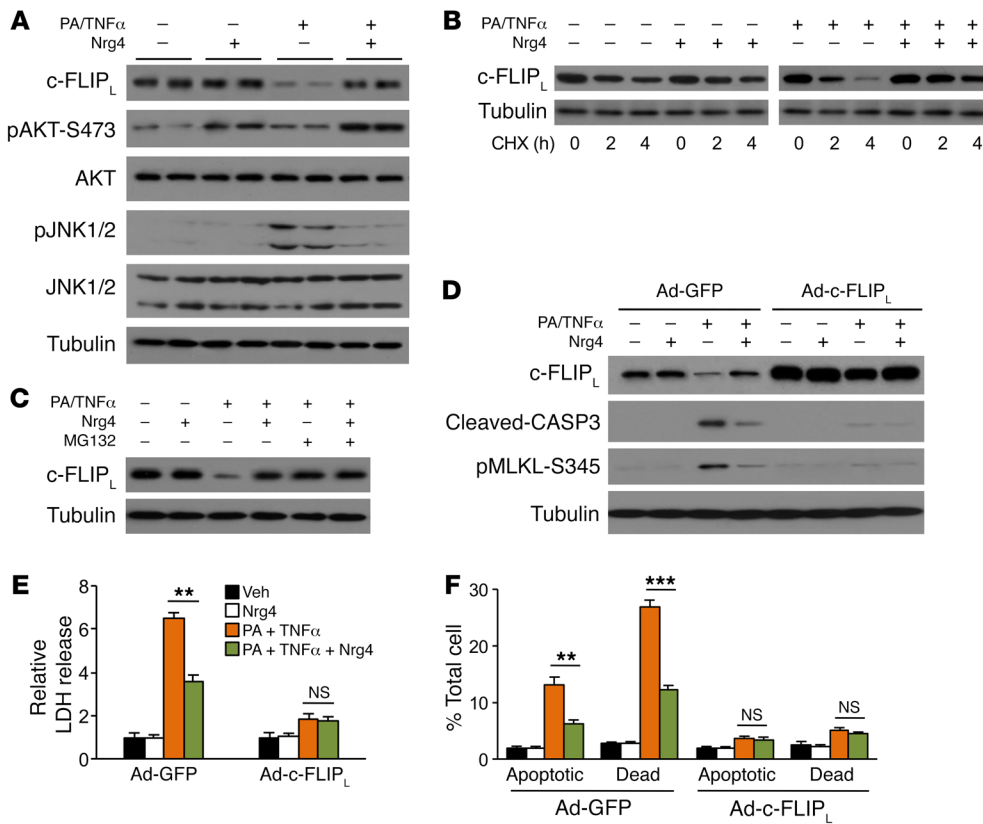 A
PA/TNFα – + – +
Nrg4 – + – +
c-FLIPL
pAKT-S473
AKT
pJNK1/2
JNK1/2
Tubulin
B
PA/TNFα – – – – – – + + + + + +
Nrg4 – – – + + + – – – + + +
c-FLIPL
Tubulin
CHX (h) 0 2 4 0 2 4 0 2 4 0 2 4
C
PA/TNFα – – + + + +
Nrg4 – + – + – +
MG132 – – – – + +
c-FLIPL
Tubulin
D
Ad-GFP Ad-c-FLIPL
PA/TNFα – – + + – – + +
Nrg4 – + – + – + – +
c-FLIPL
Cleaved-CASP3
pMLKL-S345
Tubulin
E
Relative
LDH release
8
6
4
2
0
**
NS
Veh
Nrg4
PA + TNFα
PA + TNFα + Nrg4
Ad-GFP Ad-c-FLIPL
F
% Total cell
30
20
10
0
**
***
NS
NS
Apoptotic Dead Apoptotic Dead
Ad-GFP Ad-c-FLIPL